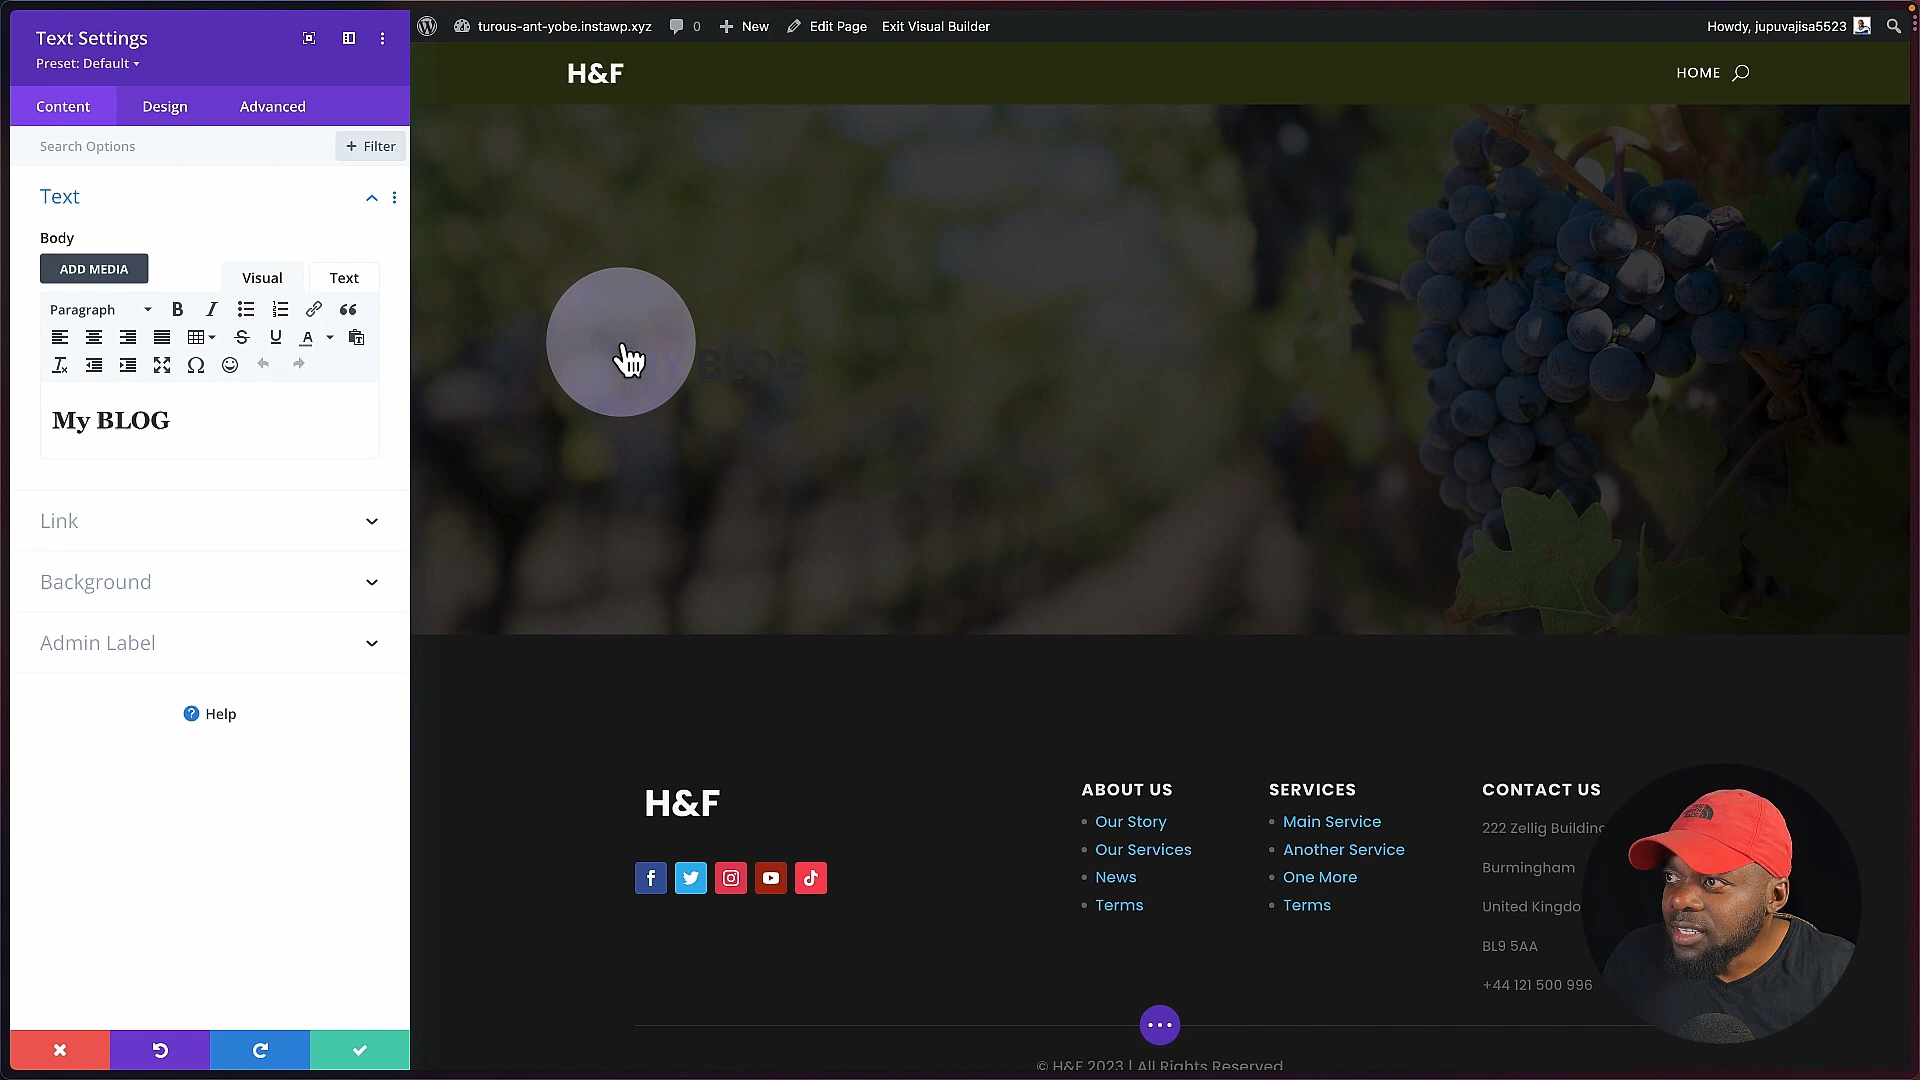 Text Settings
Preset: Default
Content
Design
Advanced
Search Options
+ Filter
Text
Body
ADD MEDIA
Visual
Text
Paragraph
My BLOG
Link
Background
Admin Label
Help
turous-ant-yobe.instawp.xyz
0
New
Edit Page
Exit Visual Builder
Howdy, jupuvajisa5523
H&F
HOME
BLOG
H&F
ABOUT US
Our Story
Our Services
News
Terms
SERVICES
Main Service
Another Service
One More
Terms
CONTACT US
222 Zellig Building
Burmingham
United Kingdo
BL9 5AA
+44 121 500 996
© H&F 2023 | All Rights Reserved